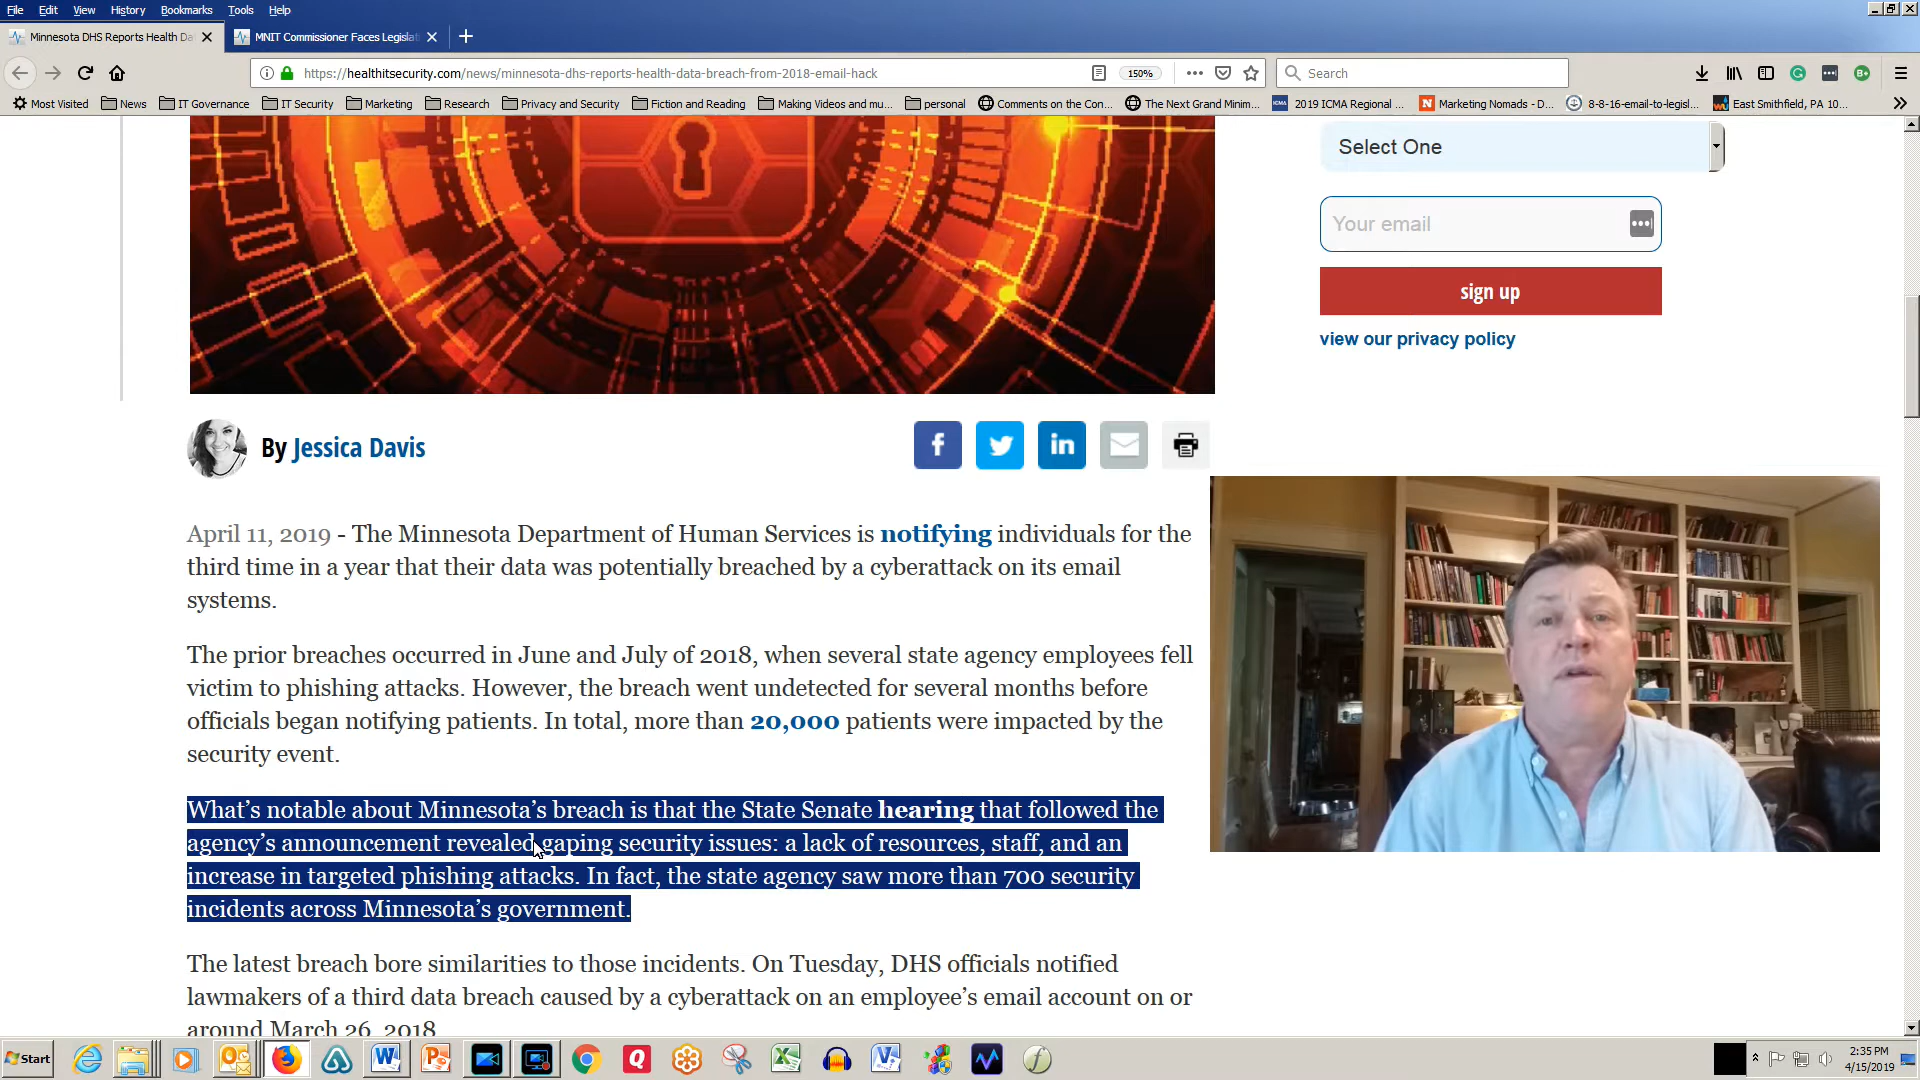 File Edit View History Bookmarks Tools Help
Minnesota DHS Reports Health Da
MNIT Commissioner Faces Legislat
https://healthitsecurity.com/news/minnesota-dhs-reports-health-data-breach-from-2018-email-hack
150%
Search
Most Visited News IT Governance IT Security Marketing Research Privacy and Security Fiction and Reading Making Videos and mu... personal Comments on the Con... The Next Grand Minim... 2019 ICMA Regional ... Marketing Nomads - D... 8-8-16-email-to-legisl... East Smithfield, PA 10...
Select One
Your email
sign up
view our privacy policy
By Jessica Davis
April 11, 2019 - The Minnesota Department of Human Services is notifying individuals for the
third time in a year that their data was potentially breached by a cyberattack on its email
systems.
The prior breaches occurred in June and July of 2018, when several state agency employees fell
victim to phishing attacks. However, the breach went undetected for several months before
officials began notifying patients. In total, more than 20,000 patients were impacted by the
security event.
What's notable about Minnesota's breach is that the State Senate hearing that followed the
agency's announcement revealed gaping security issues: a lack of resources, staff, and an
increase in targeted phishing attacks. In fact, the state agency saw more than 700 security
incidents across Minnesota's government.
The latest breach bore similarities to those incidents. On Tuesday, DHS officials notified
lawmakers of a third data breach caused by a cyberattack on an employee's email account on or
around March 26, 2018
Start
2:35 PM
4/15/2019